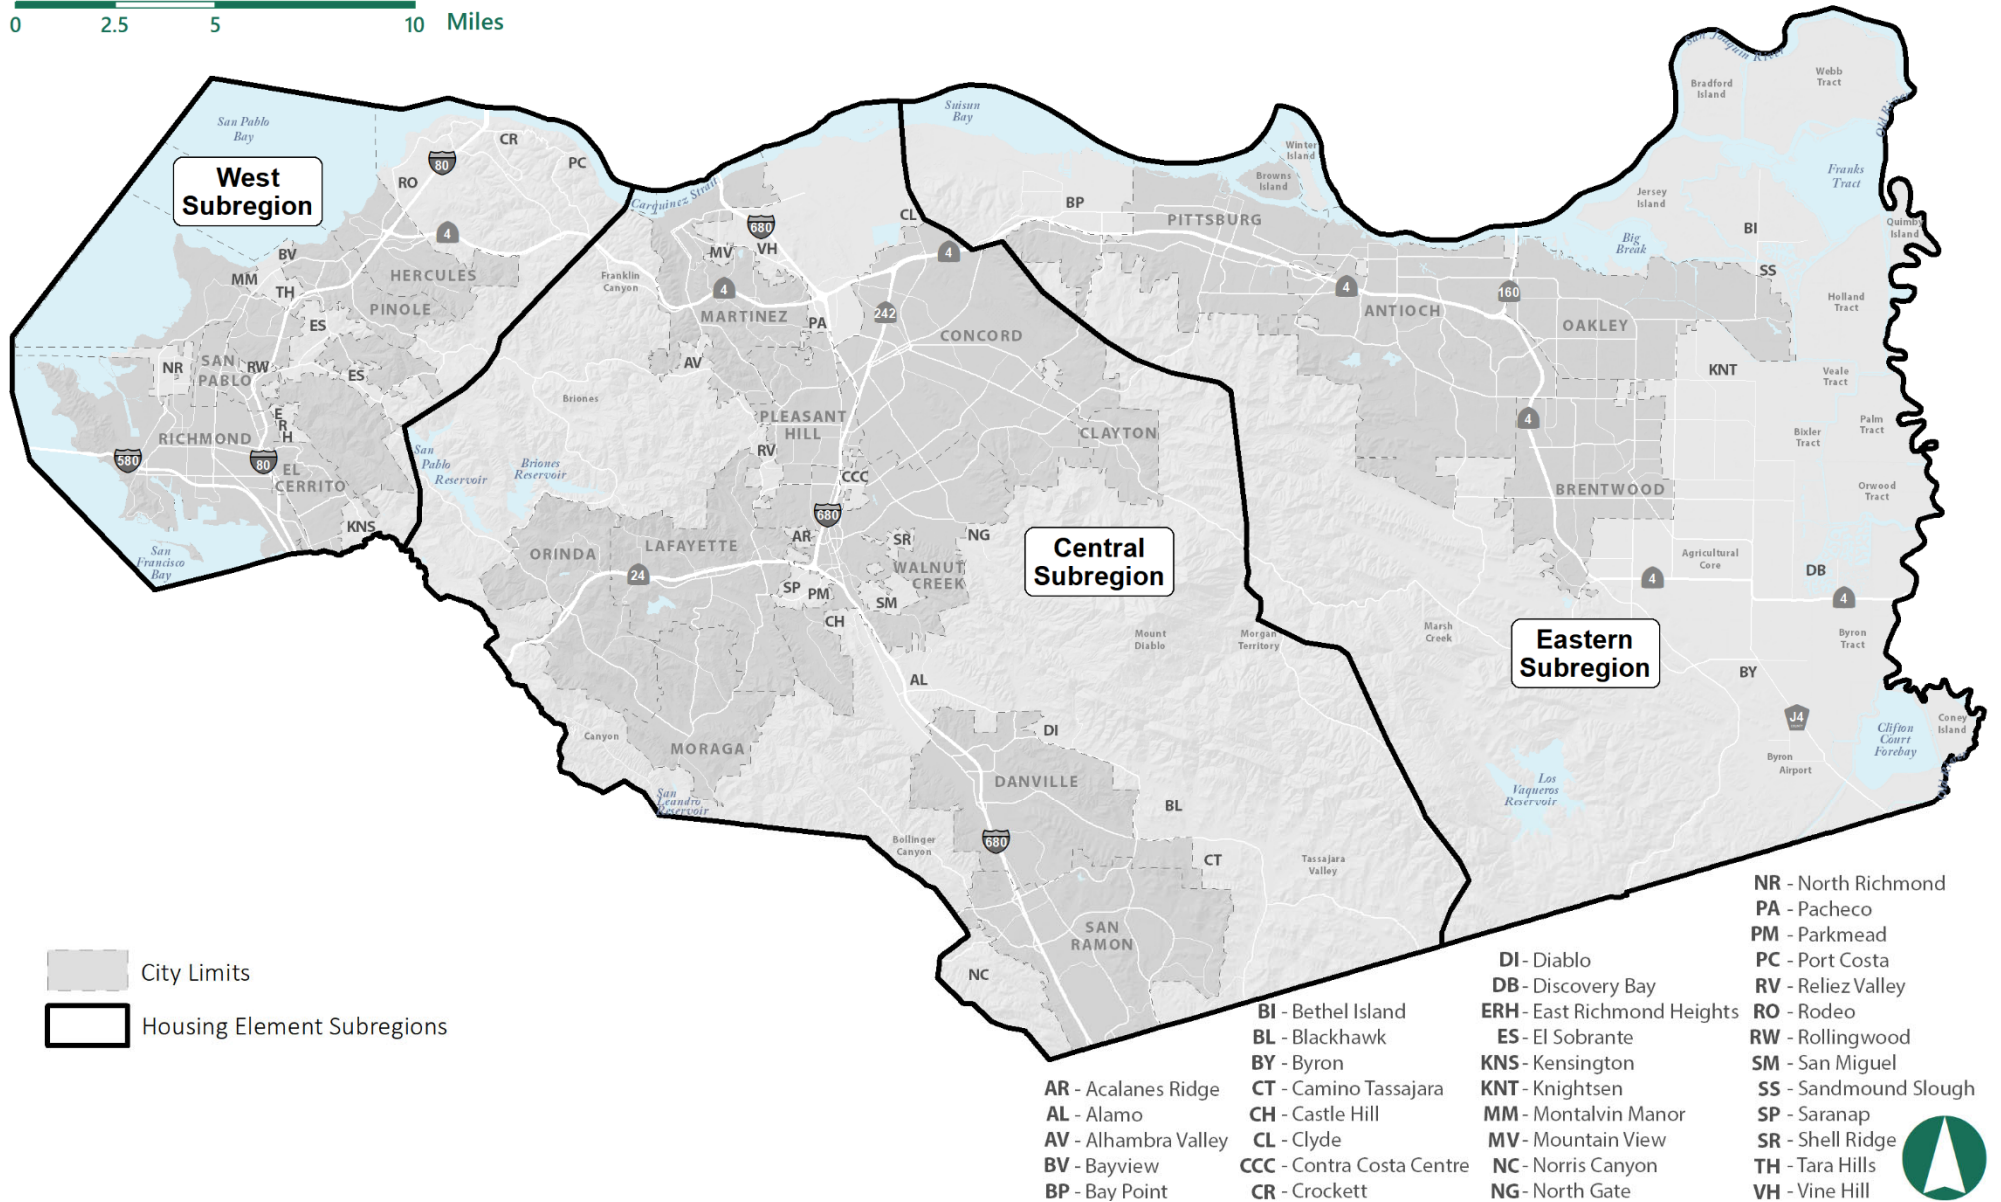 0 2.5 5 10 Miles
San Joaquin River
Webb
Tract
Bradford
Island
Old River
San Pablo
Bay
Suisun
Bay
CR
80
PC
RO
West
Subregion
Winter
Island
Browns
Island
Franks
Tract
Jersey
Island
Carquinez Strait
BP
CL
PITTSBURG
680
BI
Quimby
Island
4
BV
MV
VH
4
Big
Break
SS
MM
TH
HERCULES
Franklin
Canyon
4
4
160
Holland
Tract
PINOLE
MARTINEZ
PA
242
CONCORD
ANTIOCH
OAKLEY
ES
NR
SAN
PABLO
RW
ES
AV
KNT
Veale
Tract
Briones
E
R
H
PLEASANT
HILL
CLAYTON
4
Palm
Tract
Bixler
Tract
RICHMOND
580
80
EL
CERRITO
San
Pablo
Reservoir
Briones
Reservoir
RV
CCC
BRENTWOOD
Orwood
Tract
KNS
680
San
Francisco
Bay
ORINDA
LAFAYETTE
AR
SR
NG
Central
Subregion
Agricultural
Core
24
WALNUT
CREEK
DB
4
4
SP
PM
SM
CH
Mount
Diablo
Morgan
Territory
Marsh
Creek
Eastern
Subregion
Byron
Tract
AL
BY
Canyon
MORAGA
DI
J4
Clifton
Court
Forebay
Coney
Island
DANVILLE
Byron
Airport
Los
Vaqueros
Reservoir
San
Leandro
Reservoir
BL
Bollinger
Canyon
680
CT
Tassajara
Valley
SAN
RAMON
NC
City Limits
Housing Element Subregions
AR - Acalanes Ridge
AL - Alamo
AV - Alhambra Valley
BV - Bayview
BP - Bay Point
BI - Bethel Island
BL - Blackhawk
BY - Byron
CT - Camino Tassajara
CH - Castle Hill
CL - Clyde
CCC - Contra Costa Centre
CR - Crockett
DI - Diablo
DB - Discovery Bay
ERH - East Richmond Heights
ES - El Sobrante
KNS - Kensington
KNT - Knightsen
MM - Montalvin Manor
MV - Mountain View
NC - Norris Canyon
NG - North Gate
NR - North Richmond
PA - Pacheco
PM - Parkmead
PC - Port Costa
RV - Reliez Valley
RO - Rodeo
RW - Rollingwood
SM - San Miguel
SS - Sandmound Slough
SP - Saranap
SR - Shell Ridge
TH - Tara Hills
VH - Vine Hill